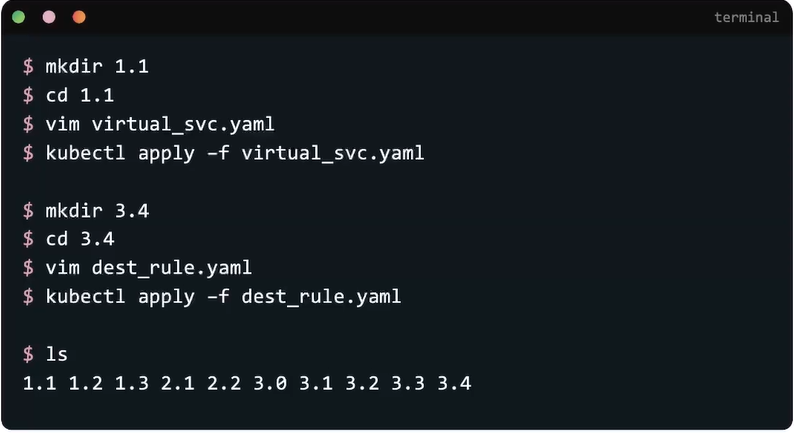 terminal
$ mkdir 1.1
$ cd 1.1
$ vim virtual_svc.yaml
$ kubectl apply -f virtual_svc.yaml
$ mkdir 3.4
$ cd 3.4
$ vim dest_rule.yaml
$ kubectl apply -f dest_rule.yaml
$ ls
1.1 1.2 1.3 2.1 2.2 3.0 3.1 3.2 3.3 3.4